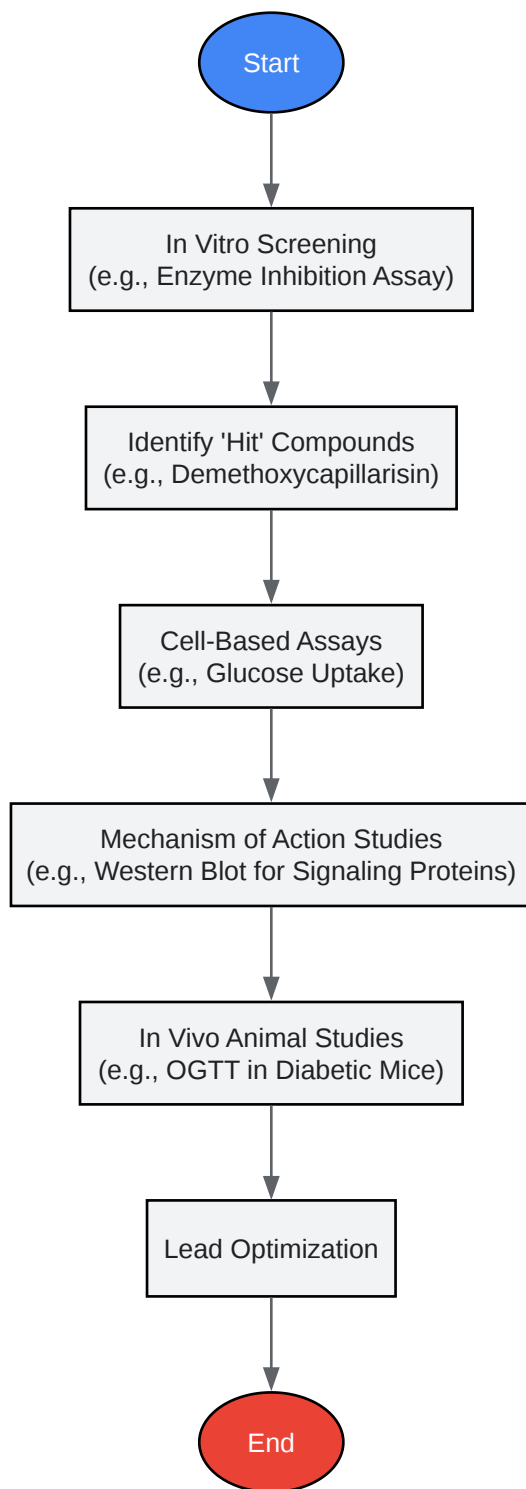 Start
In Vitro Screening
(e.g., Enzyme Inhibition Assay)
Identify 'Hit' Compounds
(e.g., Demethoxycapillarisin)
Cell-Based Assays
(e.g., Glucose Uptake)
Mechanism of Action Studies
(e.g., Western Blot for Signaling Proteins)
In Vivo Animal Studies
(e.g., OGTT in Diabetic Mice)
Lead Optimization
End